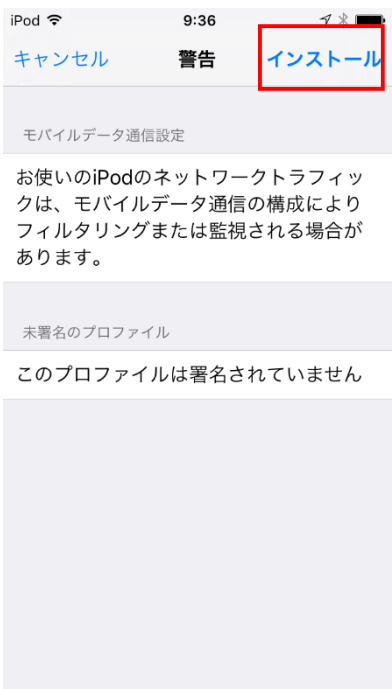 iPod 9:36
キャンセル 警告 インストール
モバイルデータ通信設定
お使いのiPodのネットワークトラフィッ
クは、モバイルデータ通信の構成により
フィルタリングまたは監視される場合が
あります。
未署名のプロファイル
このプロファイルは署名されていません